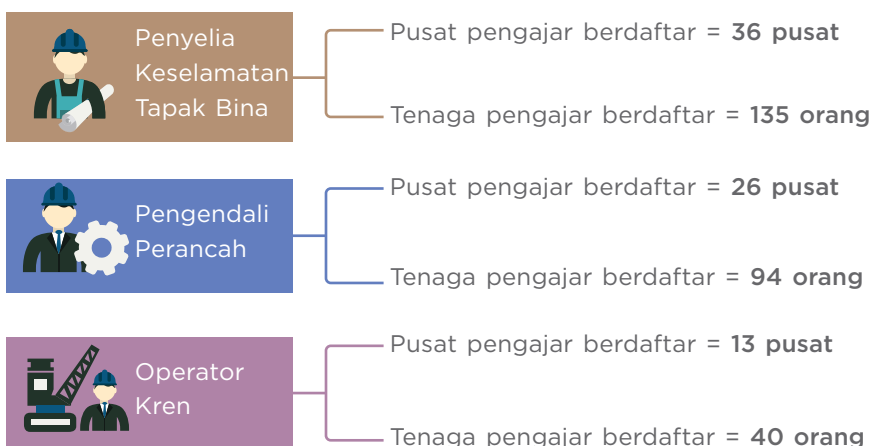 Penyelia
Keselamatan
Tapak Bina
Pusat pengajar berdaftar = 36 pusat
Tenaga pengajar berdaftar = 135 orang
Pengendali
Perancah
Pusat pengajar berdaftar = 26 pusat
Tenaga pengajar berdaftar = 94 orang
Operator
Kren
Pusat pengajar berdaftar = 13 pusat
Tenaga pengajar berdaftar = 40 orang